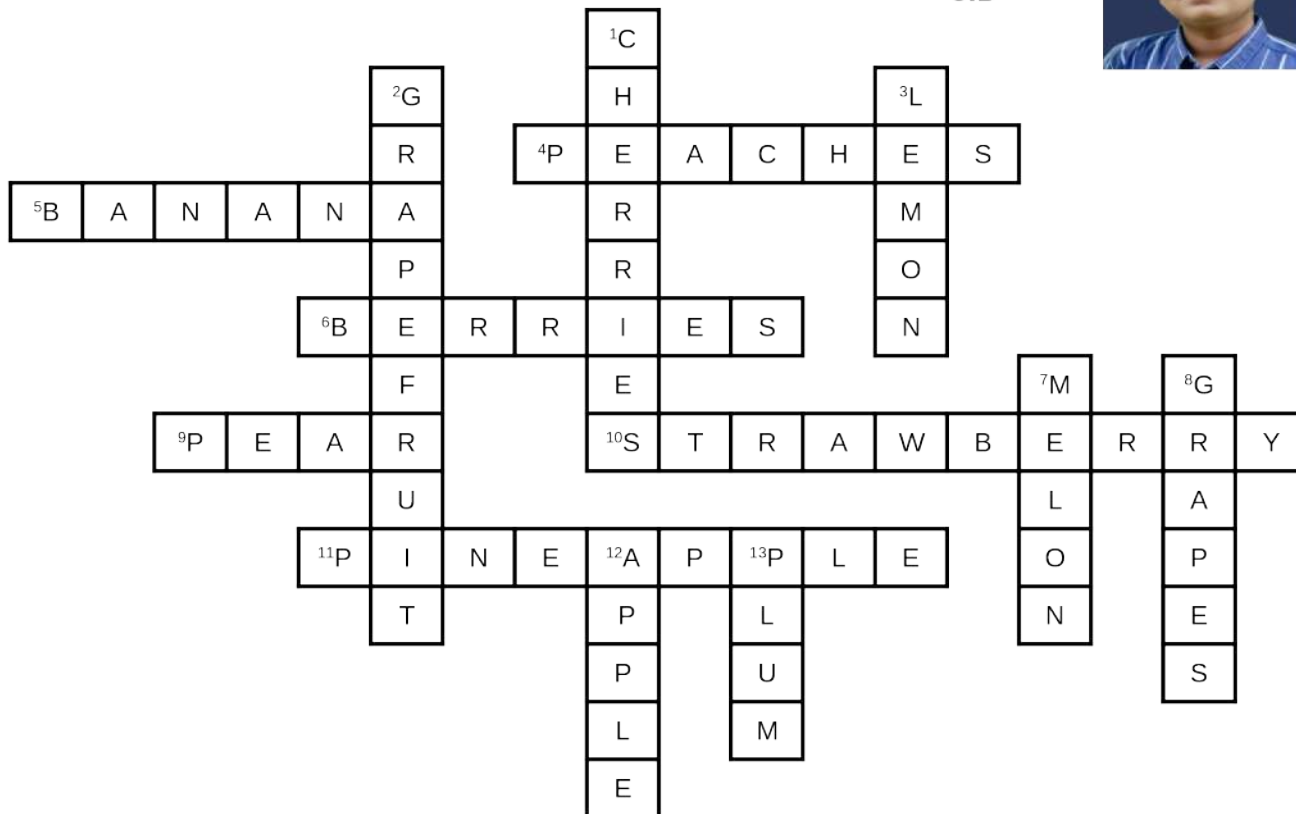 1C
2G H 3L
R 4P E A C H E S
5B A N A N A R M
P R O
6B E R R I E S N
F E 7M 8G
9P E A R 10S T R A W B E R R Y
U L A
11P I N E 12A P 13P L E O P
T P L N E
P U S
L M
E